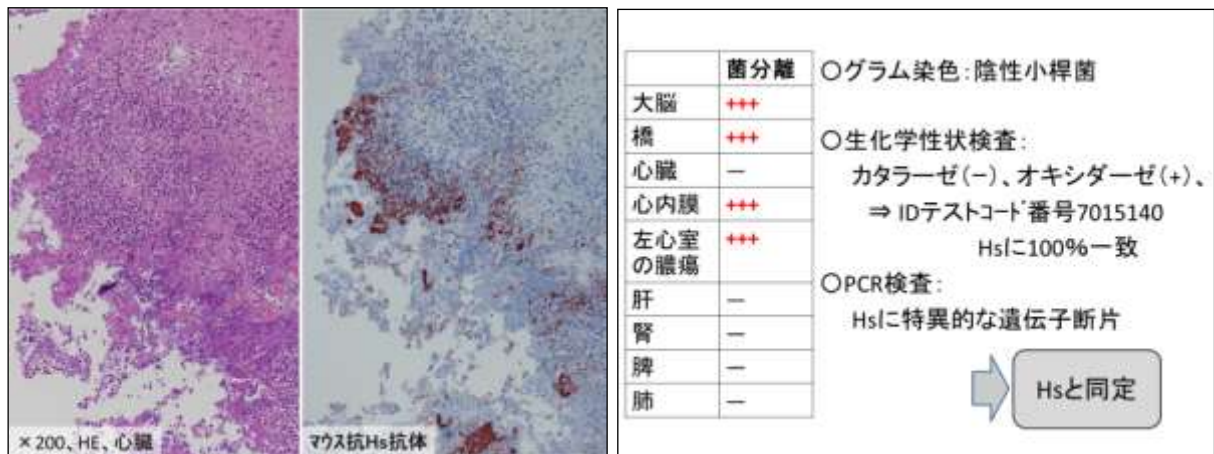 ×200、HE、心臓
マウス抗Hs抗体
菌分離
大脳 +++
橋 +++
心臓 ー
心内膜 +++
左心室
の膿瘍 +++
肝 ー
腎 ー
脾 ー
肺 ー
○グラム染色：陰性小桿菌
○生化学性状検査：
カタラーゼ(－)、オキシダーゼ(+)、
⇒ IDテストコード番号7015140
Hsに100%一致
○PCR検査：
Hsに特異的な遺伝子断片
Hsと同定